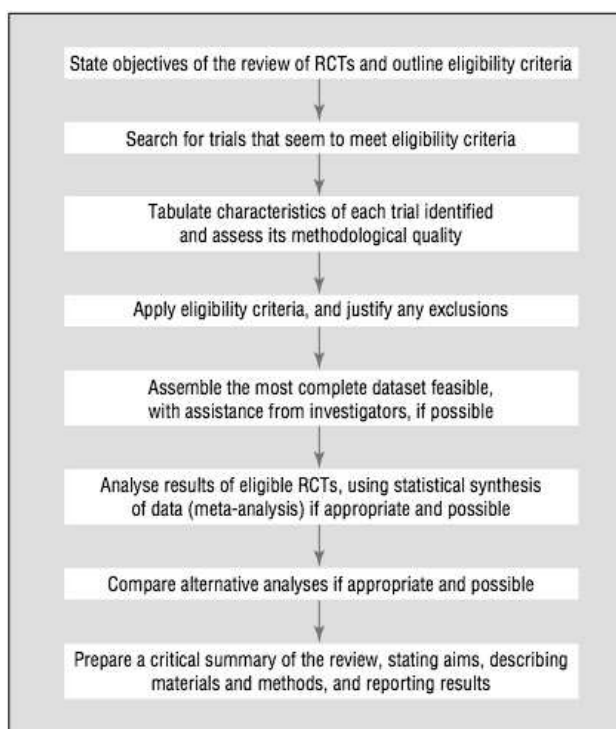 State objectives of the review of RCTs and outline eligibility criteria
Search for trials that seem to meet eligibility criteria
Tabulate characteristics of each trial identified
and assess its methodological quality
Apply eligibility criteria, and justify any exclusions
Assemble the most complete dataset feasible,
with assistance from investigators, if possible
Analyse results of eligible RCTs, using statistical synthesis
of data (meta-analysis) if appropriate and possible
Compare alternative analyses if appropriate and possible
Prepare a critical summary of the review, stating aims, describing
materials and methods, and reporting results